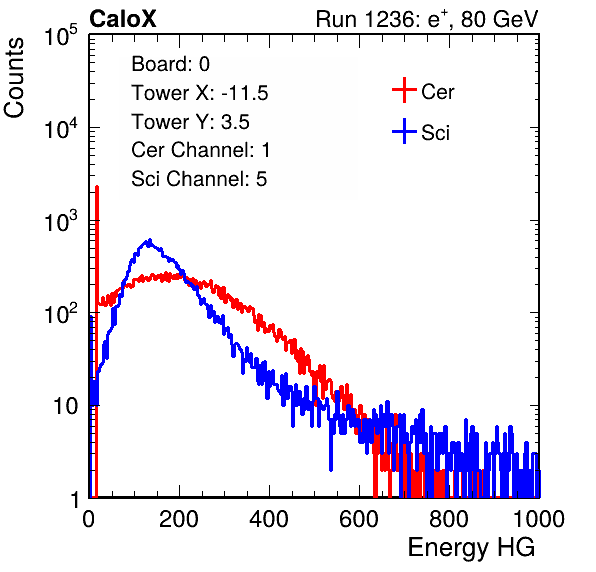 CaloX Run 1236: e⁺, 80 GeV
Counts
10⁵
10⁴
10³
10²
10
1
Board: 0
Tower X: -11.5
Tower Y: 3.5
Cer Channel: 1
Sci Channel: 5
Cer
Sci
0 200 400 600 800 1000
Energy HG